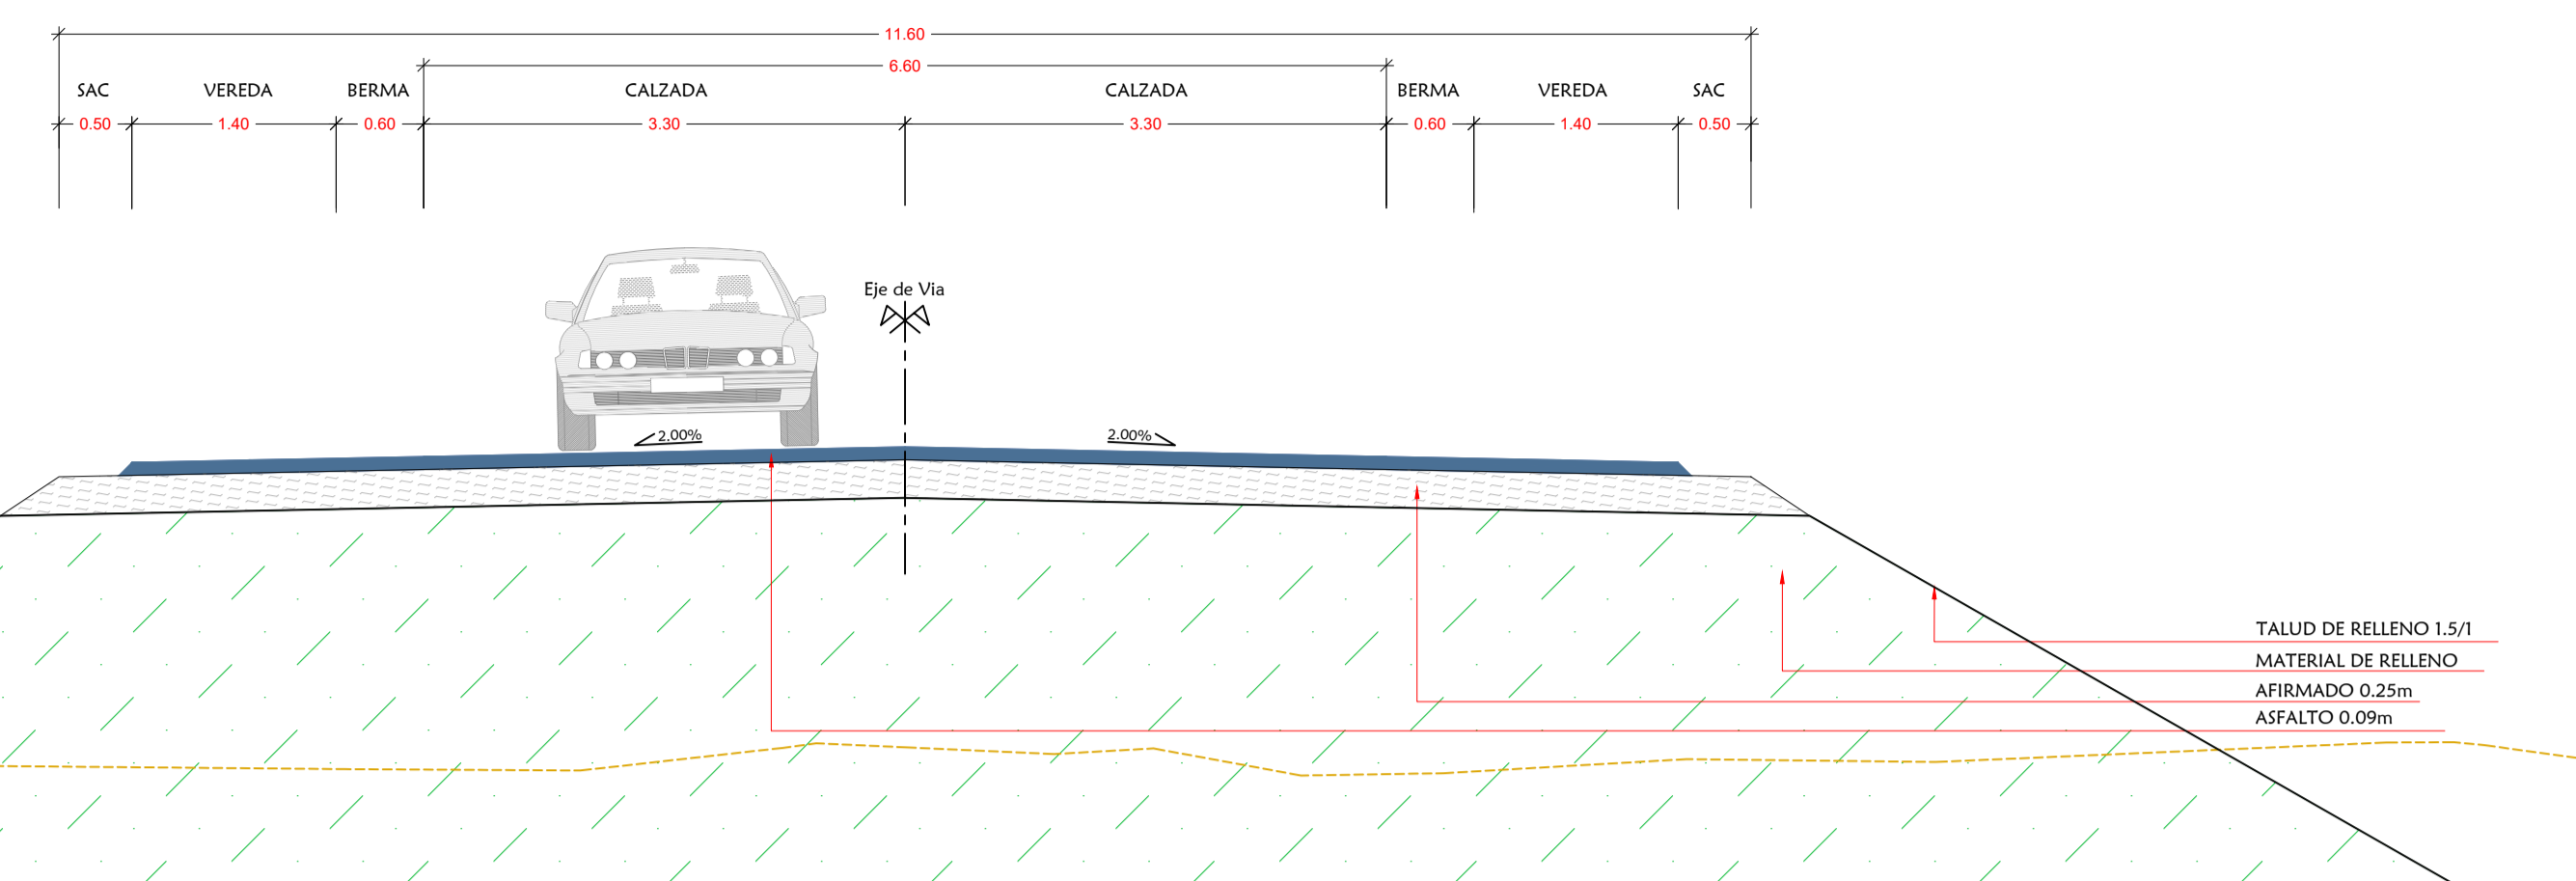 11.60
6.60
SAC VEREDA BERMA CALZADA CALZADA BERMA VEREDA SAC
0.50 1.40 0.60 3.30 3.30 0.60 1.40 0.50
Eje de Via
2.00% 2.00%
TALUD DE RELLENO 1.5/1
MATERIAL DE RELLENO
AFIRMADO 0.25m
ASFALTO 0.09m